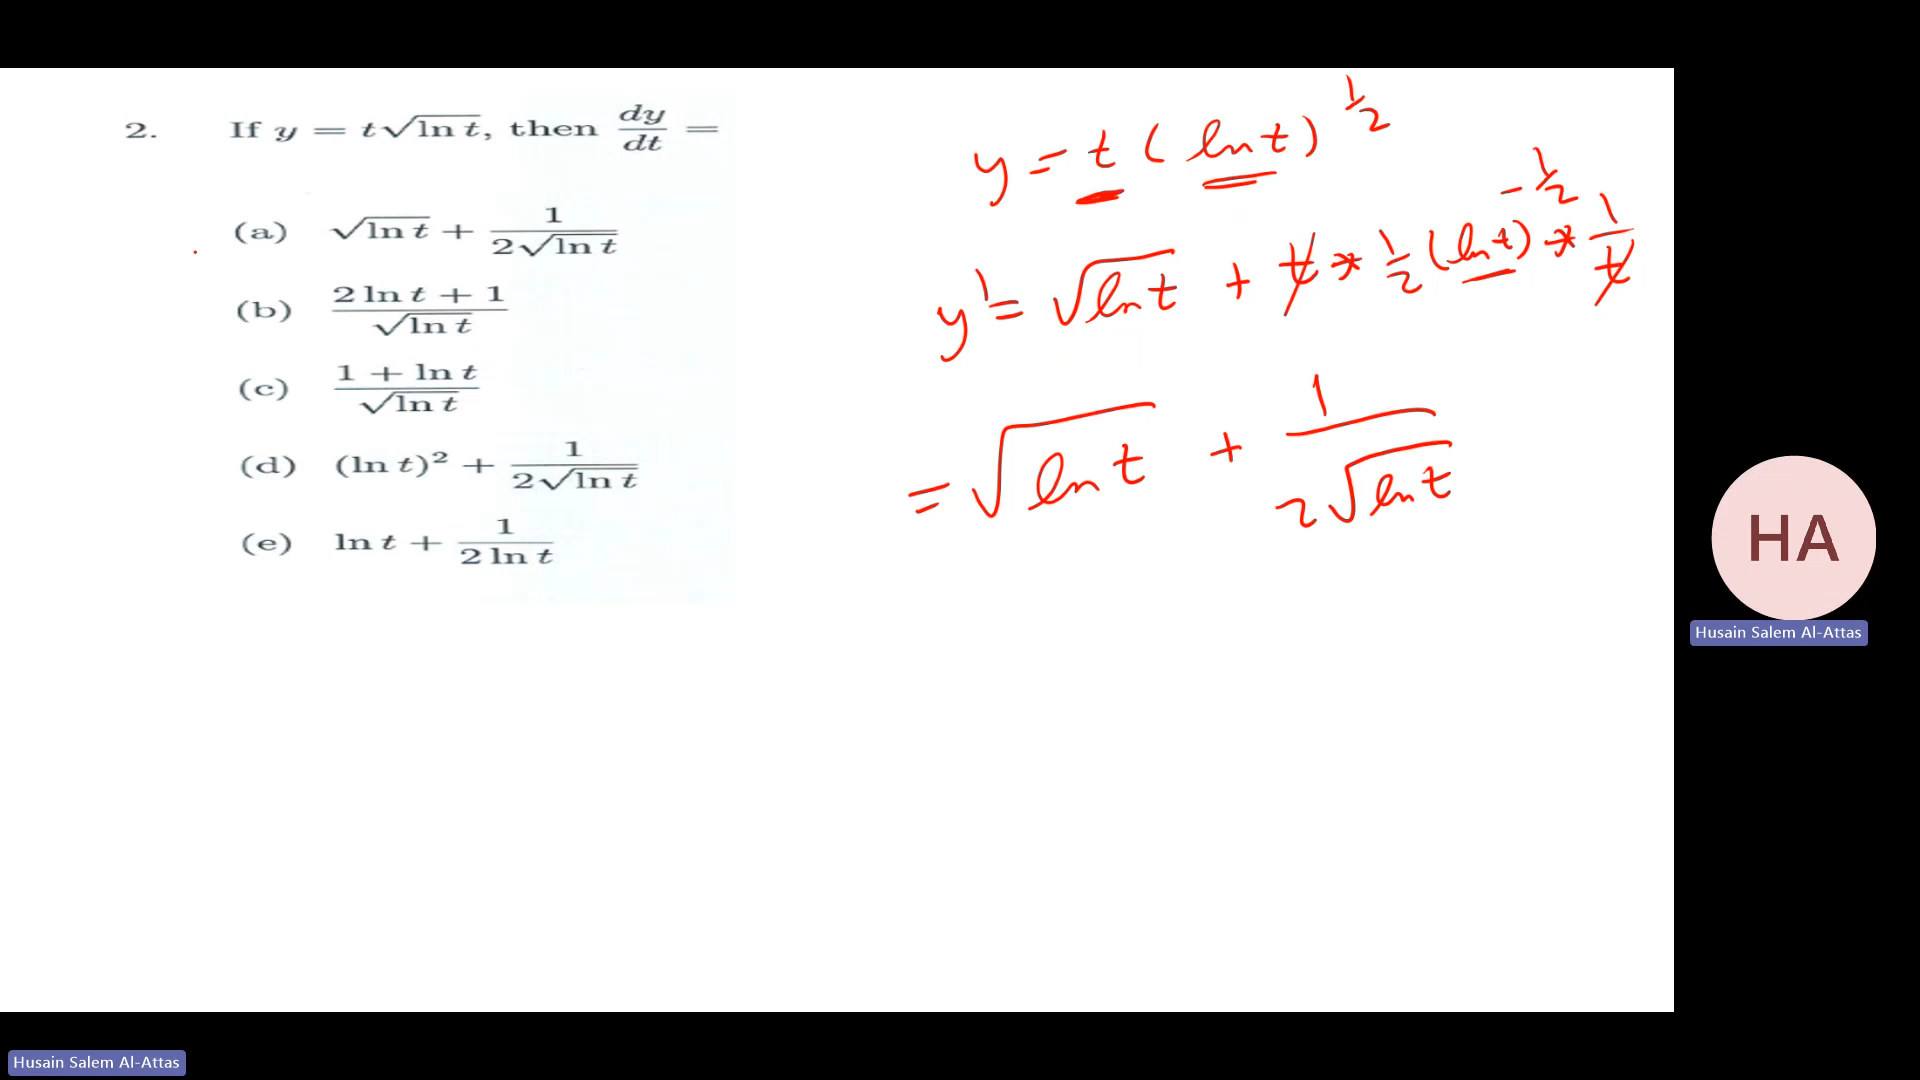 2. If y = t√ln t, then dy/dt =
(a) √ln t + 1/(2√ln t)
(b) (2 ln t + 1)/√ln t
(c) (1 + ln t)/√ln t
(d) (ln t)² + 1/(2√ln t)
(e) ln t + 1/(2 ln t)
y = t (ln t)^(1/2)
y' = √ln t + t * 1/2 (ln t)^(-1/2) * 1/t
= √ln t + 1/(2√ln t)
HA
Husain Salem Al-Attas
Husain Salem Al-Attas